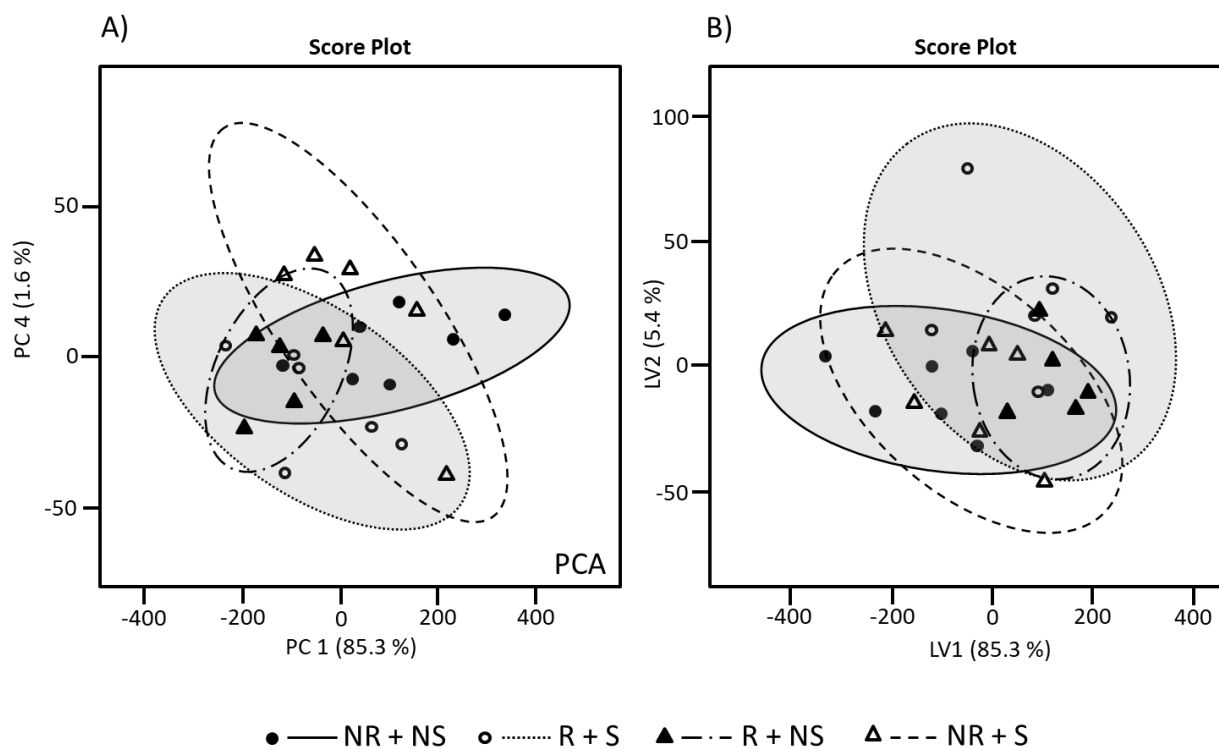 A)
Score Plot
PC 4 (1.6 %)
50
0
-50
PCA
-400 -200 0 200 400
PC 1 (85.3 %)
B)
Score Plot
LV2 (5.4 %)
100
50
0
-50
-400 -200 0 200 400
LV1 (85.3 %)
NR + NS R + S R + NS NR + S